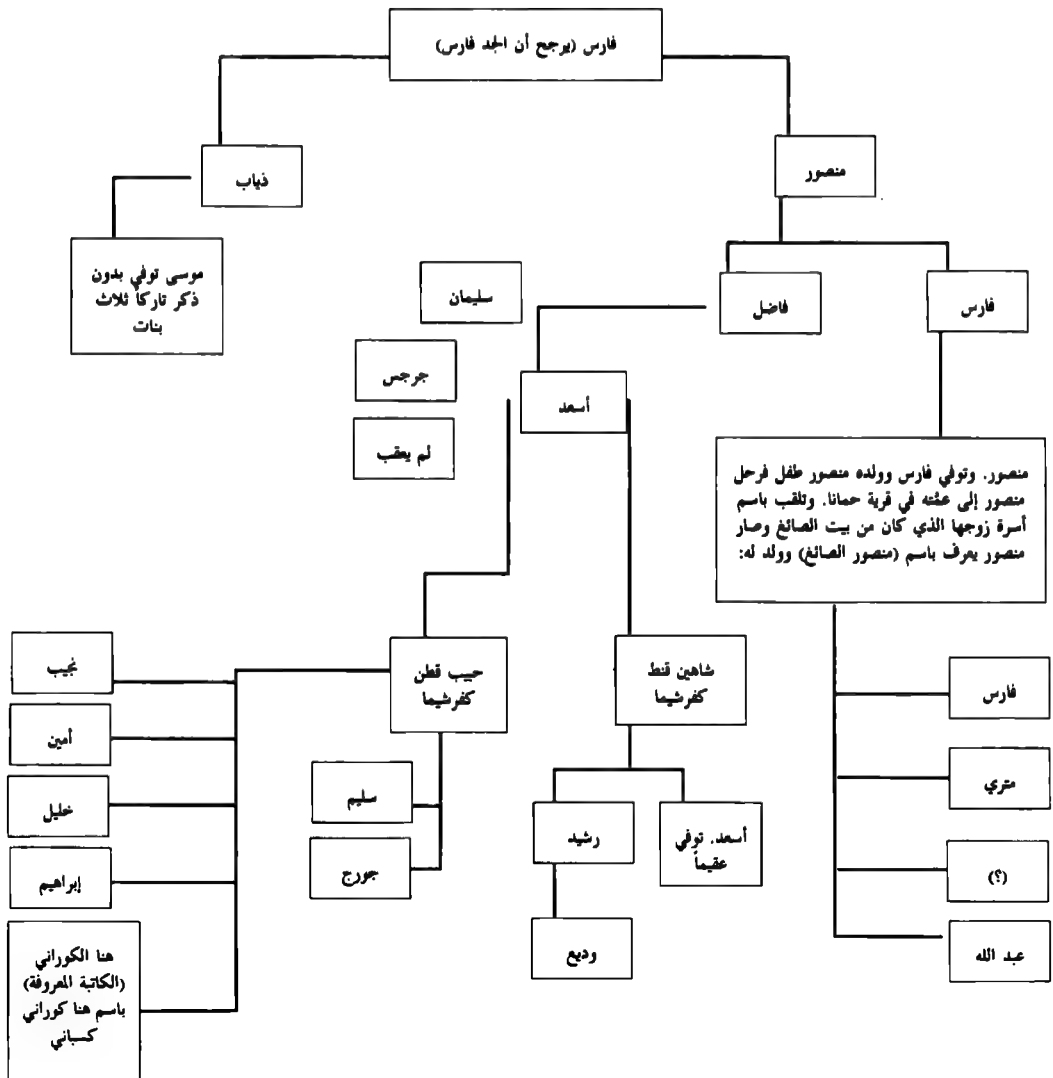 فارس (يرجح أن الجد فارس)
منصور
ذياب
موسى توفي بدون
ذكر تاركاً ثلاث
بنات
فارس
فاضل
سليمان
جرجس
لم يعقب
أسعد
منصور. وتوفي فارس وولده منصور طفل فرحل
منصور إلى عمّته في قرية حمانا. وتلقب باسم
أسرة زوجها الذي كان من بيت الصائغ وصار
منصور يعرف باسم (منصور الصائغ) وولد له:
شاهين قنط
كفرشيما
حبيب قطن
كفرشيما
فارس
متري
(؟)
عبد الله
أسعد. توفي
عقيماً
رشيد
وديع
سليم
جورج
نجيب
أمين
خليل
إبراهيم
هنا الكوراني
(الكاتبة المعروفة)
باسم هنا كوراني
كسباني